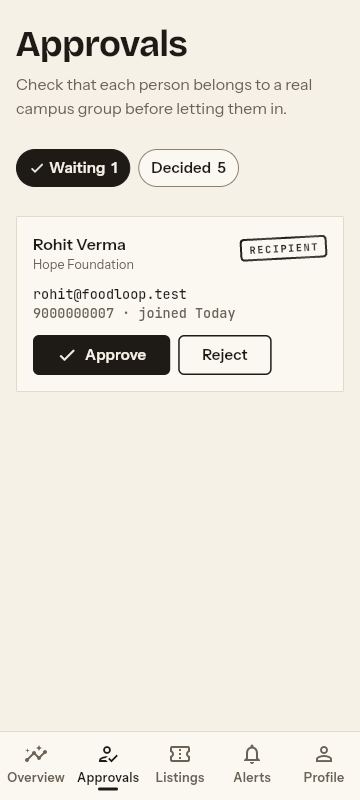 Approvals
Check that each person belongs to a real
campus group before letting them in.
Waiting 1
Decided 5
Rohit Verma
RECIPIENT
Hope Foundation
rohit@foodloop.test
9000000007 · joined Today
Approve
Reject
Overview
Approvals
Listings
Alerts
Profile